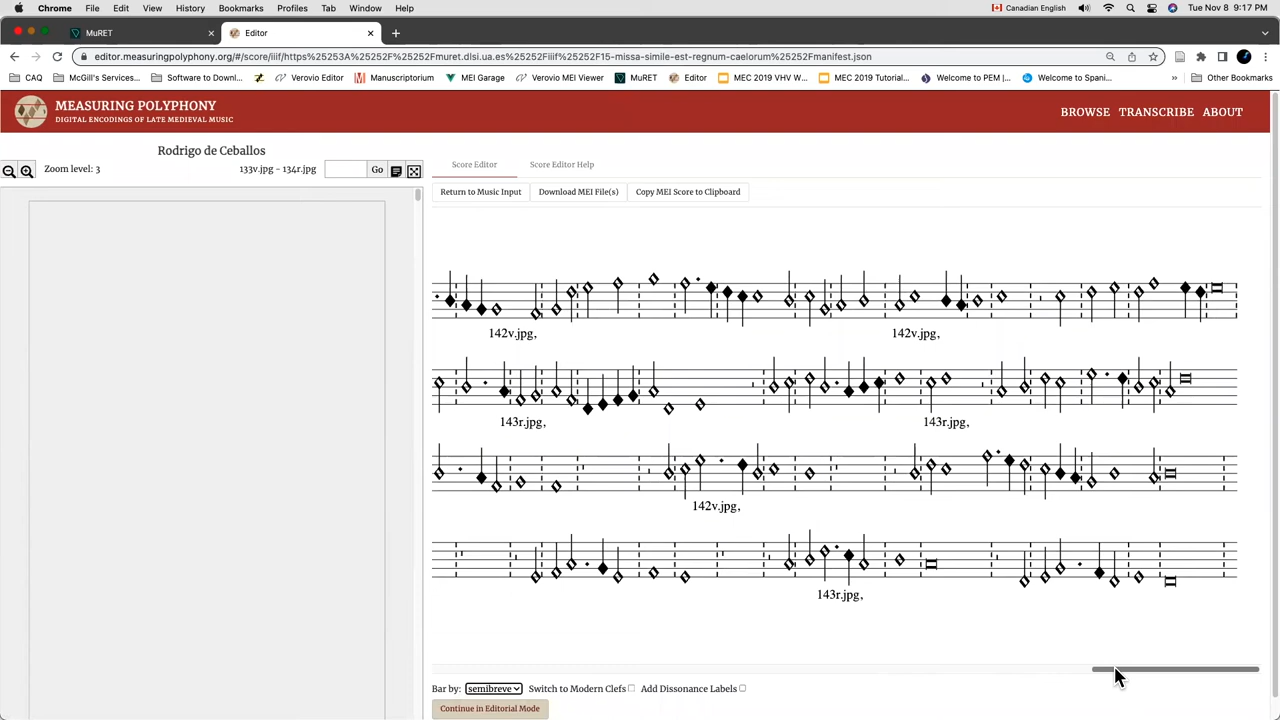 Chrome File Edit View History Bookmarks Profiles Tab Window Help Canadian English Tue Nov 8 9:17 PM
MuRET Editor
editor.measuringpolyphony.org/#/score/iiif/https%25253A%25252F%25252Fmuret.dlsi.ua.es%25252Fiiif%25252F15-missa-simile-est-regnum-caelorum%25252Fmanifest.json
CAQ McGill's Services... Software to Downl... Verovio Editor Manuscriptorium MEI Garage Verovio MEI Viewer MuRET Editor MEC 2019 VHV W... MEC 2019 Tutorial... Welcome to PEM |... Welcome to Spani... » Other Bookmarks
MEASURING POLYPHONY
DIGITAL ENCODINGS OF LATE MEDIEVAL MUSIC
BROWSE TRANSCRIBE ABOUT
Rodrigo de Ceballos
Zoom level: 3 133v.jpg - 134r.jpg Go
Score Editor Score Editor Help
Return to Music Input Download MEI File(s) Copy MEI Score to Clipboard
142v.jpg, 142v.jpg,
143r.jpg, 143r.jpg,
142v.jpg,
143r.jpg,
Bar by: semibreve Switch to Modern Clefs Add Dissonance Labels
Continue in Editorial Mode